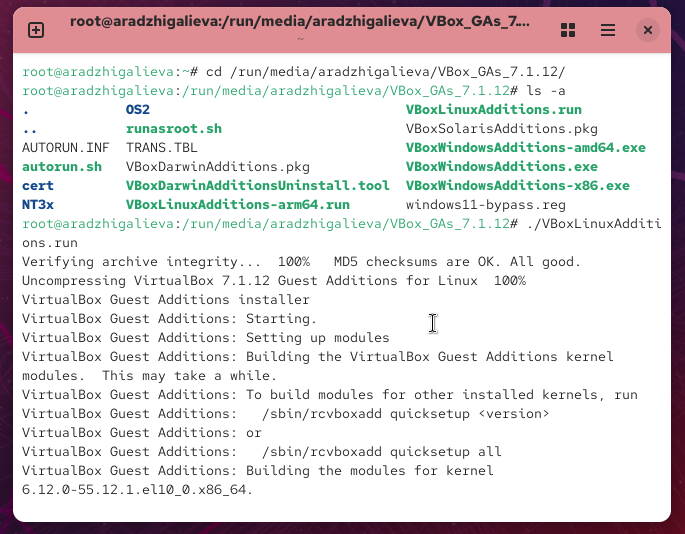 root@aradzhigalieva:/run/media/aradzhigalieva/VBox_GAs_7....
~
root@aradzhigalieva:~# cd /run/media/aradzhigalieva/VBox_GAs_7.1.12/
root@aradzhigalieva:/run/media/aradzhigalieva/VBox_GAs_7.1.12# ls -a
.            OS2                                VBoxLinuxAdditions.run
..           runasroot.sh                       VBoxSolarisAdditions.pkg
AUTORUN.INF  TRANS.TBL                          VBoxWindowsAdditions-amd64.exe
autorun.sh   VBoxDarwinAdditions.pkg            VBoxWindowsAdditions.exe
cert         VBoxDarwinAdditionsUninstall.tool  VBoxWindowsAdditions-x86.exe
NT3x         VBoxLinuxAdditions-arm64.run       windows11-bypass.reg
root@aradzhigalieva:/run/media/aradzhigalieva/VBox_GAs_7.1.12# ./VBoxLinuxAdditi
ons.run
Verifying archive integrity...  100%   MD5 checksums are OK. All good.
Uncompressing VirtualBox 7.1.12 Guest Additions for Linux  100%
VirtualBox Guest Additions installer
VirtualBox Guest Additions: Starting.
VirtualBox Guest Additions: Setting up modules
VirtualBox Guest Additions: Building the VirtualBox Guest Additions kernel
modules.  This may take a while.
VirtualBox Guest Additions: To build modules for other installed kernels, run
VirtualBox Guest Additions:   /sbin/rcvboxadd quicksetup <version>
VirtualBox Guest Additions: or
VirtualBox Guest Additions:   /sbin/rcvboxadd quicksetup all
VirtualBox Guest Additions: Building the modules for kernel
6.12.0-55.12.1.el10_0.x86_64.